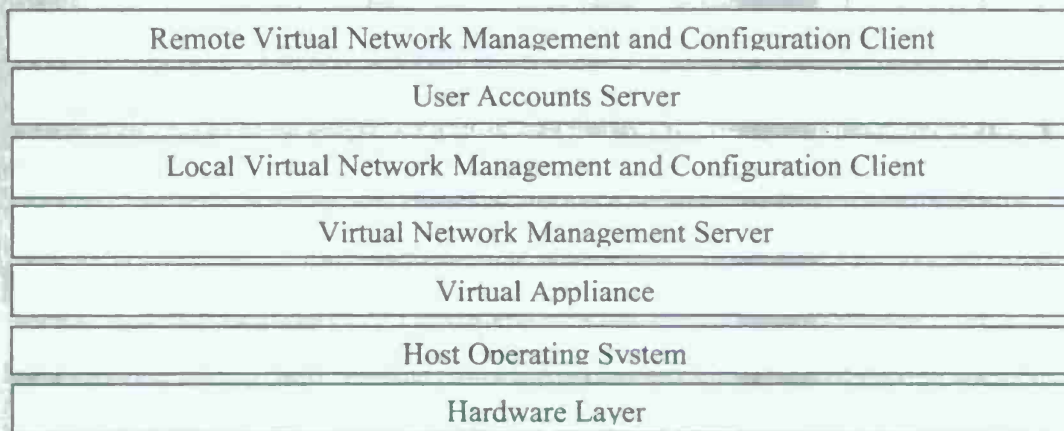 Remote Virtual Network Management and Configuration Client
User Accounts Server
Local Virtual Network Management and Configuration Client
Virtual Network Management Server
Virtual Appliance
Host Operating System
Hardware Layer